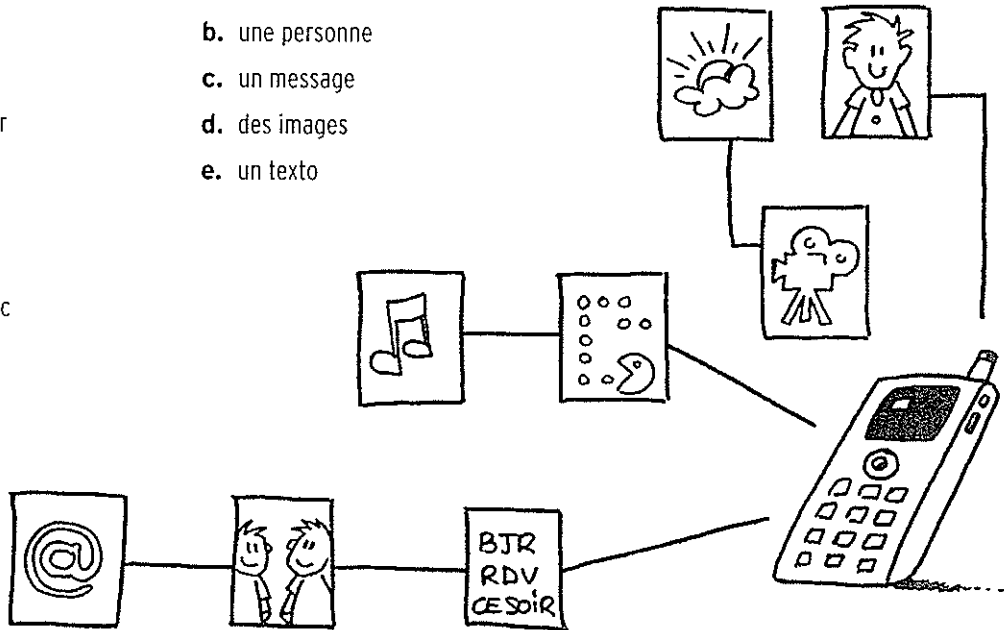 b. une personne
c. un message
r
d. des images
e. un texto
c
@
BJR
RDV
CE SOIR